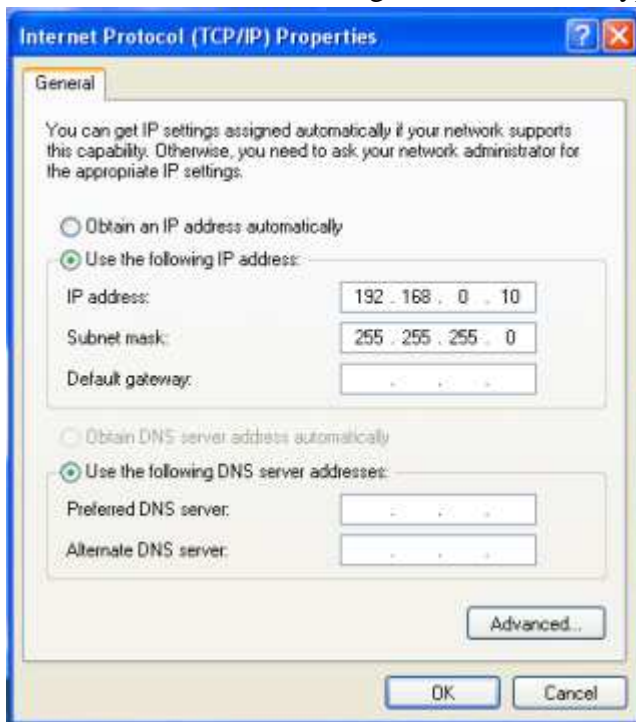 Internet Protocol (TCP/IP) Properties
General
You can get IP settings assigned automatically if your network supports
this capability. Otherwise, you need to ask your network administrator for
the appropriate IP settings.
Obtain an IP address automatically
Use the following IP address:
IP address: 192 . 168 . 0 . 10
Subnet mask: 255 . 255 . 255 . 0
Default gateway: . . .
Obtain DNS server address automatically
Use the following DNS server addresses:
Preferred DNS server: . . .
Alternate DNS server: . . .
Advanced...
OK Cancel